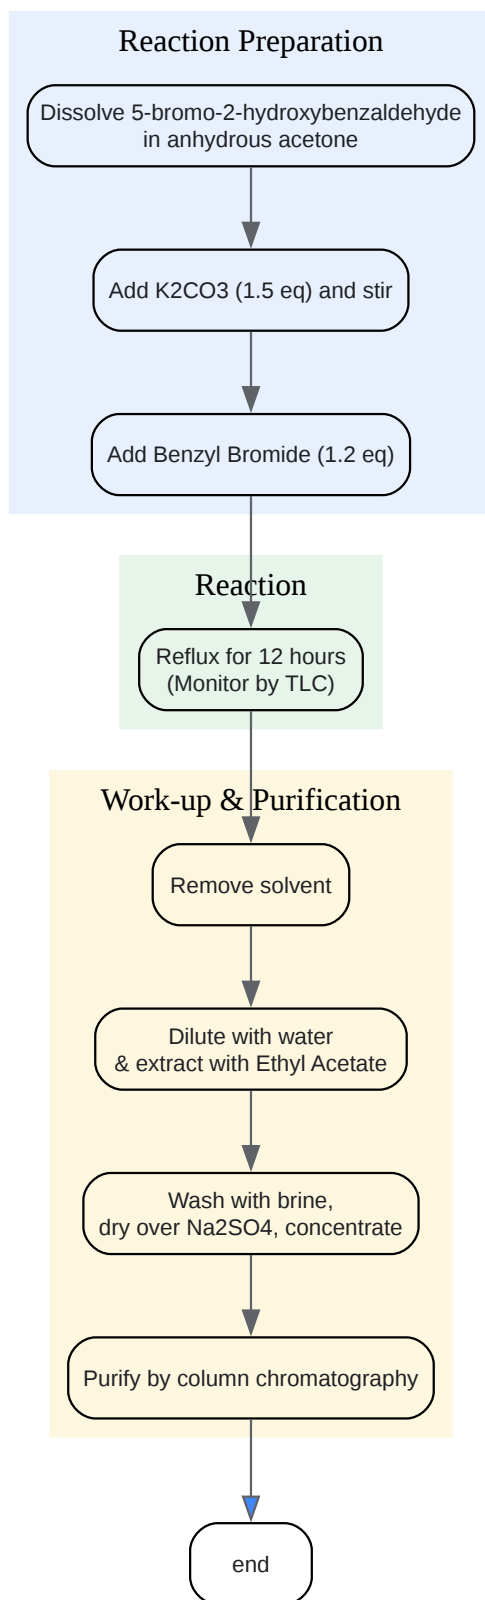 Reaction Preparation
Dissolve 5-bromo-2-hydroxybenzaldehyde
in anhydrous acetone
Add K2CO3 (1.5 eq) and stir
Add Benzyl Bromide (1.2 eq)
Reaction
Reflux for 12 hours
(Monitor by TLC)
Work-up & Purification
Remove solvent
Dilute with water
& extract with Ethyl Acetate
Wash with brine,
dry over Na2SO4, concentrate
Purify by column chromatography
end